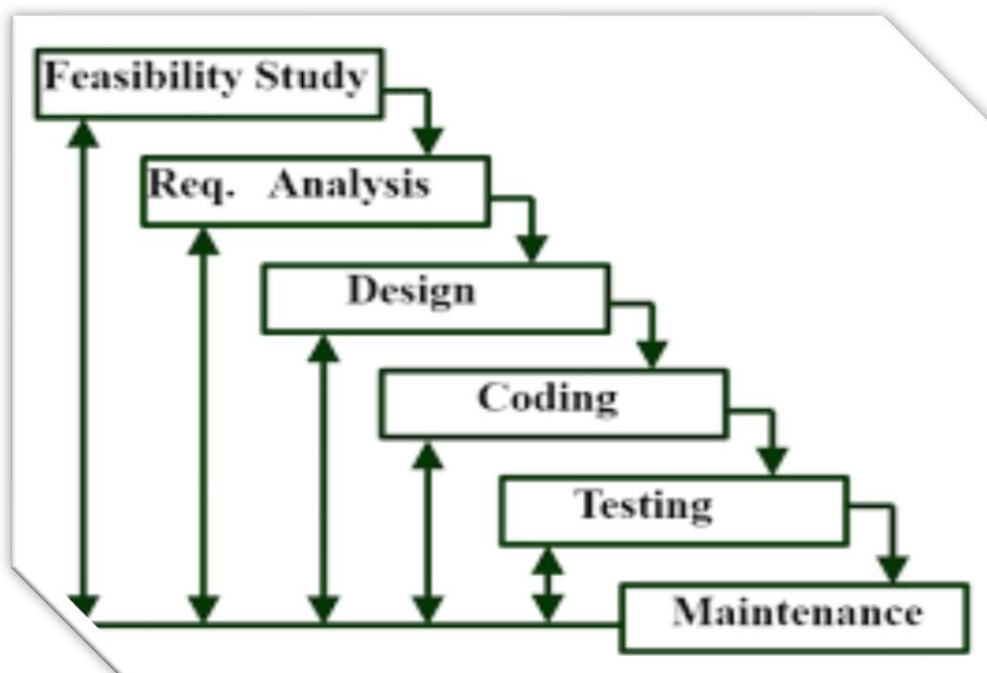 Feasibility Study
Req. Analysis
Design
Coding
Testing
Maintenance